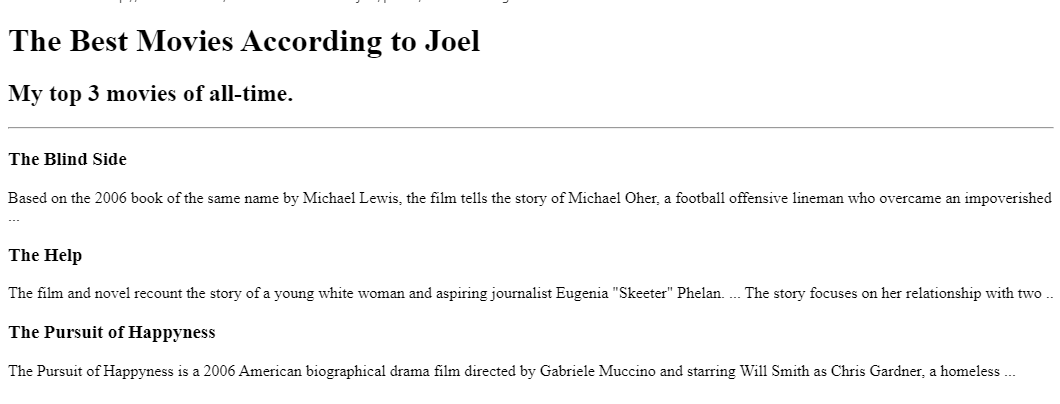 The Best Movies According to Joel
My top 3 movies of all-time.
The Blind Side
Based on the 2006 book of the same name by Michael Lewis, the film tells the story of Michael Oher, a football offensive lineman who overcame an impoverished
...
The Help
The film and novel recount the story of a young white woman and aspiring journalist Eugenia "Skeeter" Phelan. ... The story focuses on her relationship with two ..
The Pursuit of Happyness
The Pursuit of Happyness is a 2006 American biographical drama film directed by Gabriele Muccino and starring Will Smith as Chris Gardner, a homeless ...